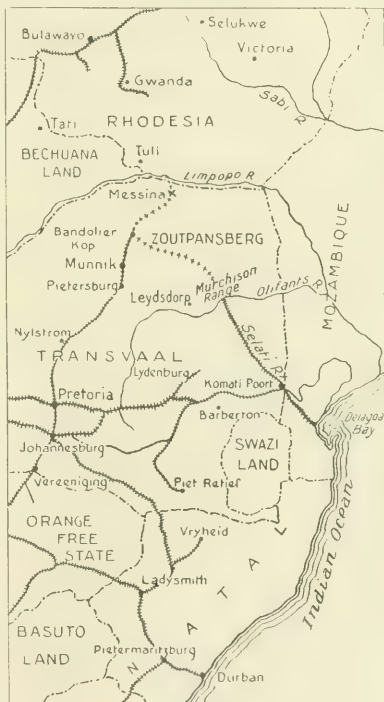 Selukwe
Bulawayo
Victoria
Gwanda
Sabi R
Tati
RHODESIA
BECHUANA
LAND
Tuli
Limpopo R
Messina
Bandolier
Kop
ZOUTPANSBERG
MOZAMBIQUE
Munnik
Pietersburg
Murchison
Range
Olifants R
Leydsdorp
Selati Ry
Nylstrom
TRANSVAAL
Lydenburg
Komati Poort
Pretoria
Barberton
Delagoa
Bay
Johannesburg
SWAZI
LAND
Vereeniging
Piet Retief
ORANGE
FREE
STATE
Vryheid
NATAL
Indian Ocean
Ladysmith
BASUTO
LAND
Pietermaritzburg
Durban